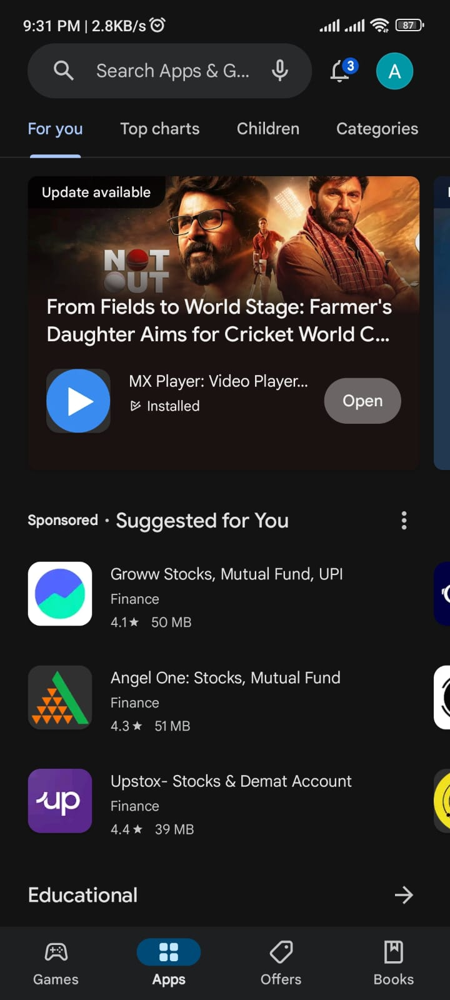 9:31 PM | 2.8KB/s
87
Search Apps & G...
3
A
For you
Top charts
Children
Categories
Update available
NOT
OUT
From Fields to World Stage: Farmer's
Daughter Aims for Cricket World C...
MX Player: Video Player...
Installed
Open
Sponsored · Suggested for You
Groww Stocks, Mutual Fund, UPI
Finance
4.1★ 50 MB
Angel One: Stocks, Mutual Fund
Finance
4.3★ 51 MB
up
Upstox- Stocks & Demat Account
Finance
4.4★ 39 MB
Educational
Games
Apps
Offers
Books